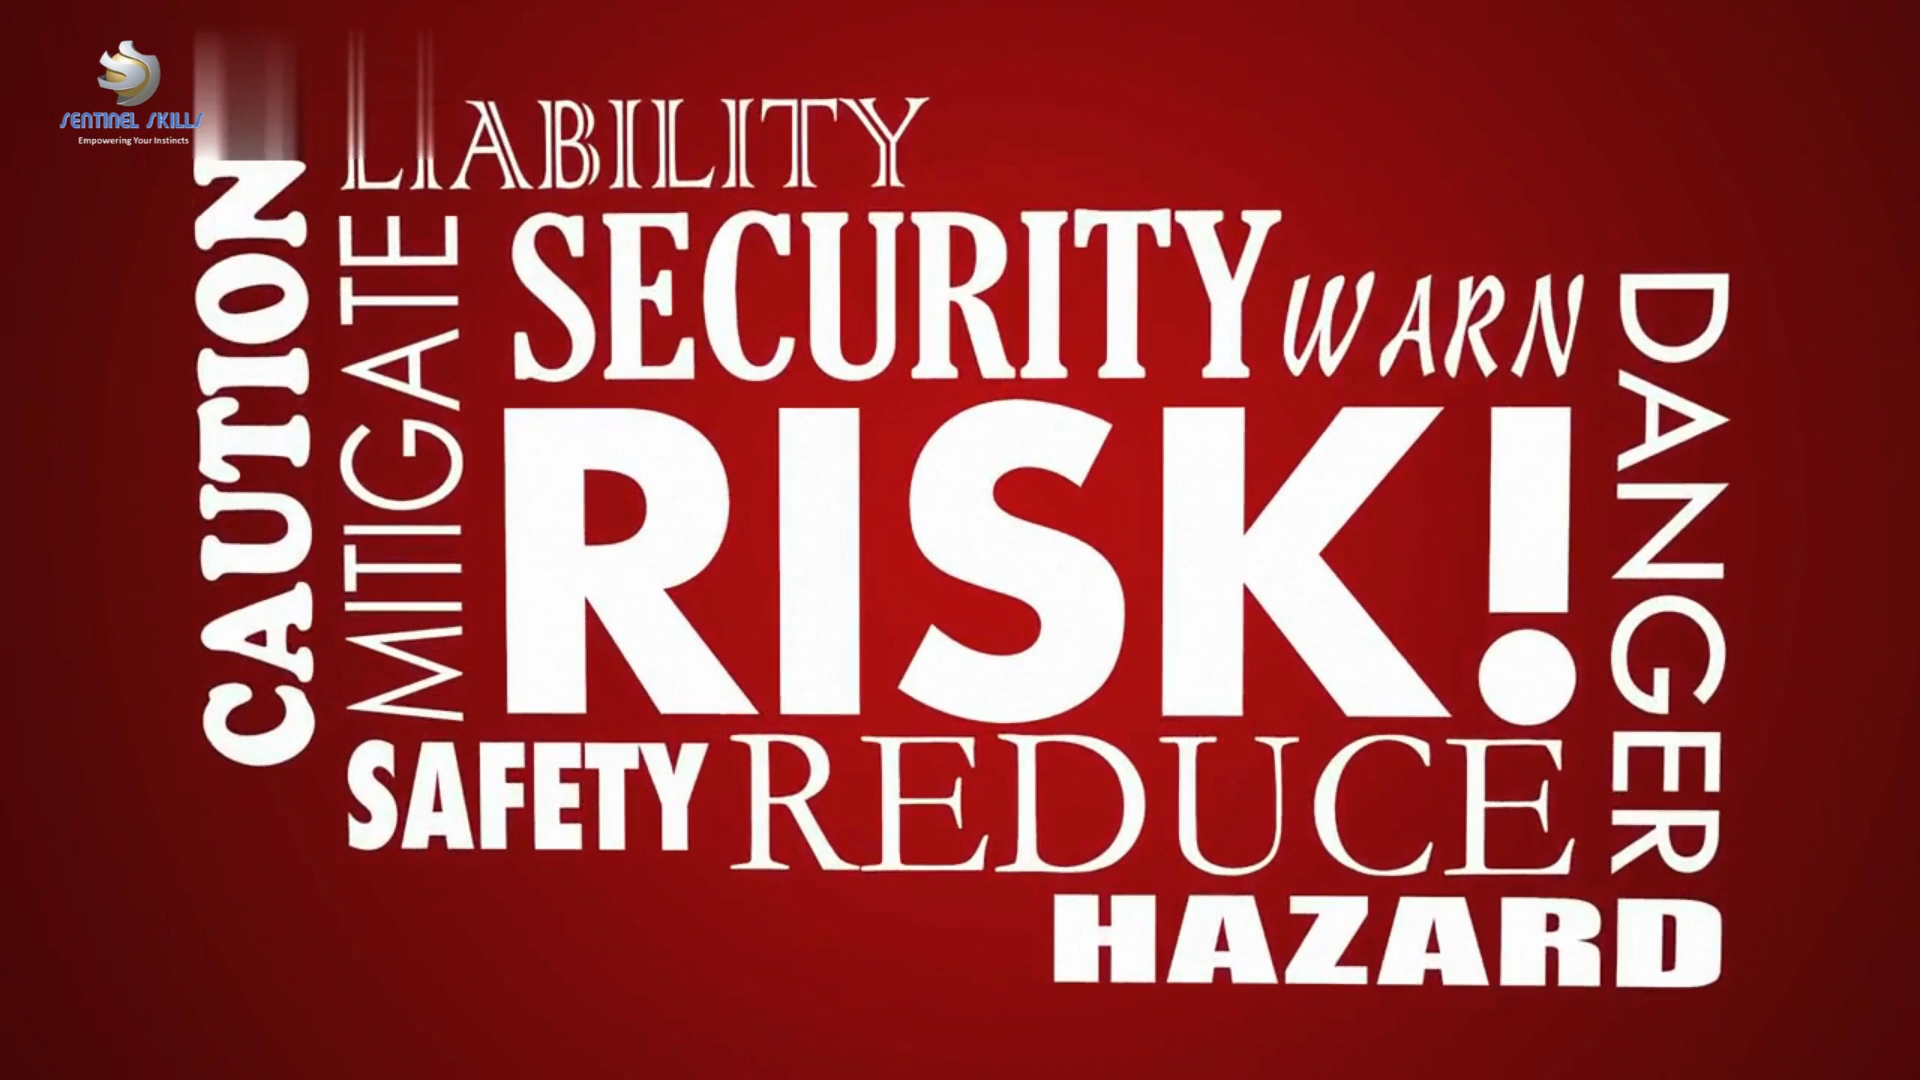 SENTINEL SKILLS
Empowering Your Instincts
CAUTION
LIABILITY
MITIGATE
SECURITY
WARN
RISK!
DANGER
SAFETY
REDUCE
HAZARD